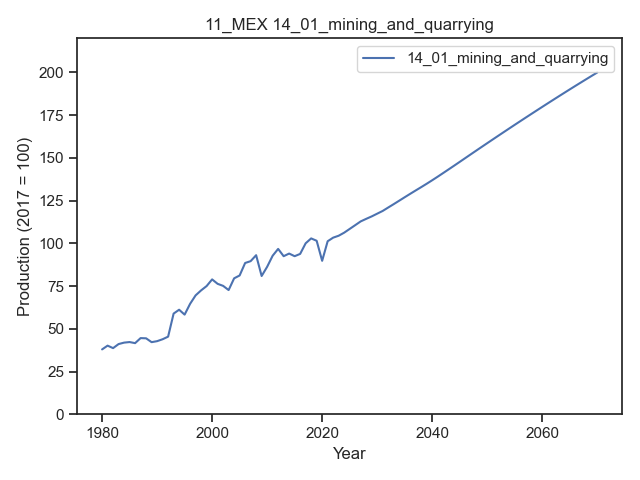 11_MEX 14_01_mining_and_quarrying
14_01_mining_and_quarrying
Production (2017 = 100)
200
175
150
125
100
75
50
25
0
1980 2000 2020 2040 2060
Year